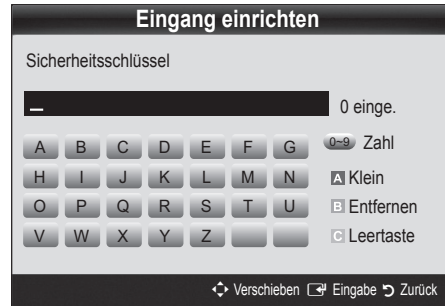 Eingang einrichten
Sicherheitsschlüssel
_ 0 einge.
A B C D E F G 0~9 Zahl
H I J K L M N A Klein
O P Q R S T U B Entfernen
V W X Y Z C Leertaste
Verschieben Eingabe Zurück